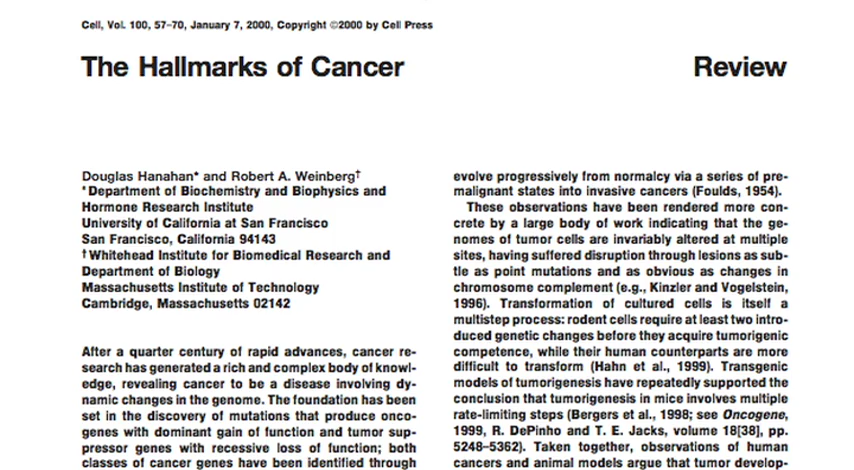 Cell, Vol. 100, 57–70, January 7, 2000, Copyright ©2000 by Cell Press
The Hallmarks of Cancer
Review
Douglas Hanahan* and Robert A. Weinberg†
*Department of Biochemistry and Biophysics and
Hormone Research Institute
University of California at San Francisco
San Francisco, California 94143
†Whitehead Institute for Biomedical Research and
Department of Biology
Massachusetts Institute of Technology
Cambridge, Massachusetts 02142
After a quarter century of rapid advances, cancer re-
search has generated a rich and complex body of knowl-
edge, revealing cancer to be a disease involving dy-
namic changes in the genome. The foundation has been
set in the discovery of mutations that produce onco-
genes with dominant gain of function and tumor sup-
pressor genes with recessive loss of function; both
classes of cancer genes have been identified through
evolve progressively from normalcy via a series of pre-
malignant states into invasive cancers (Foulds, 1954).
These observations have been rendered more con-
crete by a large body of work indicating that the ge-
nomes of tumor cells are invariably altered at multiple
sites, having suffered disruption through lesions as sub-
tle as point mutations and as obvious as changes in
chromosome complement (e.g., Kinzler and Vogelstein,
1996). Transformation of cultured cells is itself a
multistep process: rodent cells require at least two intro-
duced genetic changes before they acquire tumorigenic
competence, while their human counterparts are more
difficult to transform (Hahn et al., 1999). Transgenic
models of tumorigenesis have repeatedly supported the
conclusion that tumorigenesis in mice involves multiple
rate-limiting steps (Bergers et al., 1998; see Oncogene,
1999, R. DePinho and T. E. Jacks, volume 18[38], pp.
5248–5362). Taken together, observations of human
cancers and animal models argue that tumor develop-